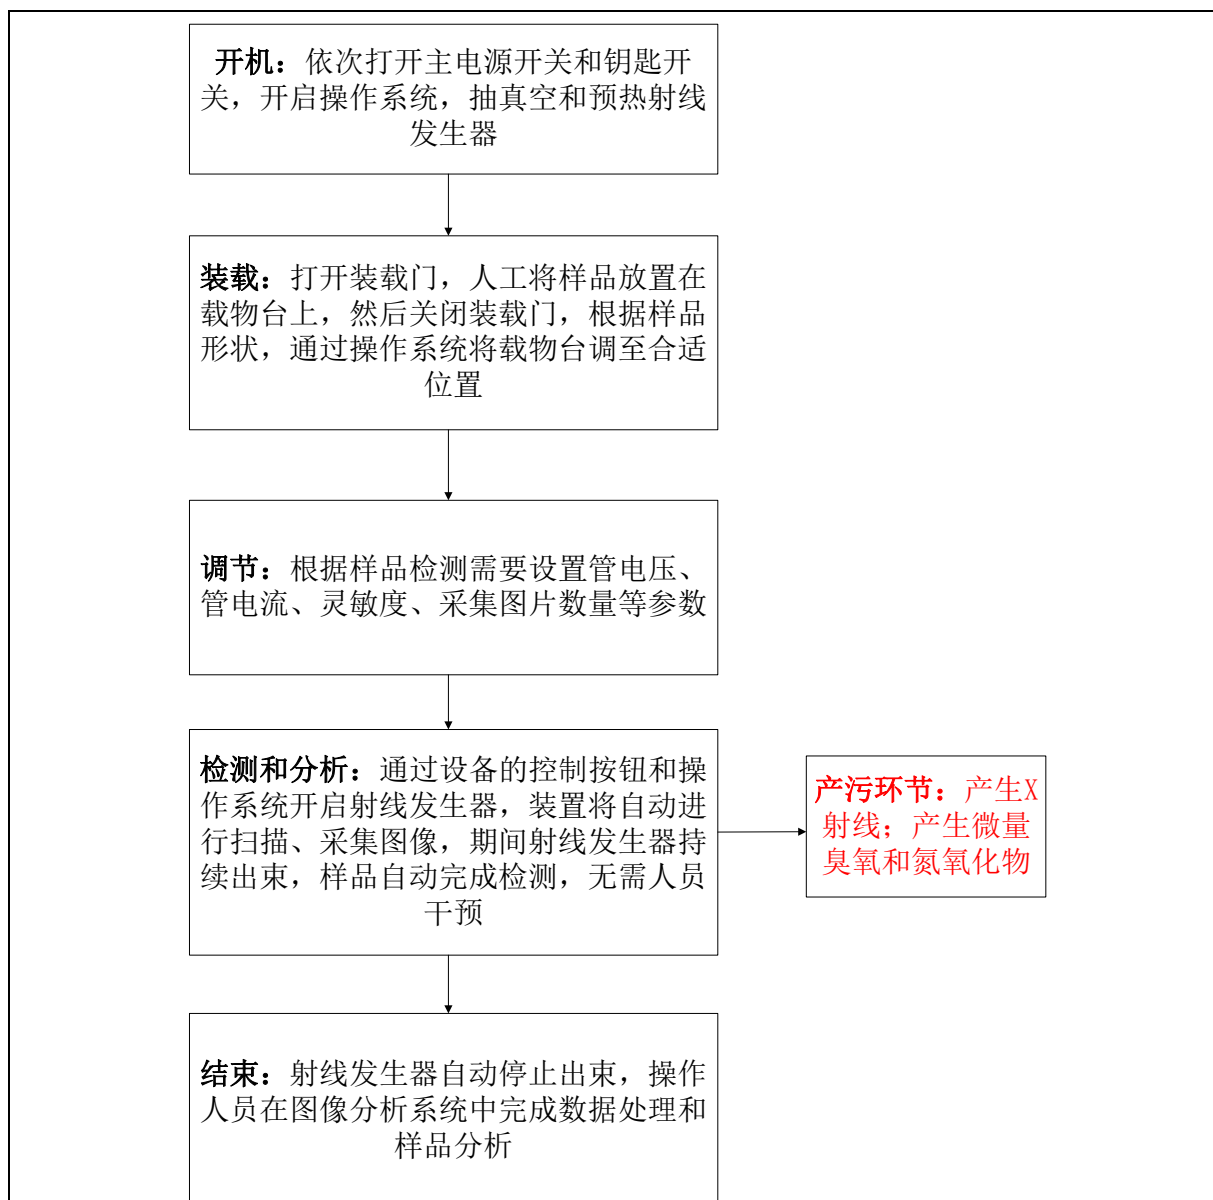 开机：依次打开主电源开关和钥匙开
关，开启操作系统，抽真空和预热射线
发生器
装载：打开装载门，人工将样品放置在
载物台上，然后关闭装载门，根据样品
形状，通过操作系统将载物台调至合适
位置
调节：根据样品检测需要设置管电压、
管电流、灵敏度、采集图片数量等参数
检测和分析：通过设备的控制按钮和操
作系统开启射线发生器，装置将自动进
行扫描、采集图像，期间射线发生器持
续出束，样品自动完成检测，无需人员
干预
产污环节：产生X
射线；产生微量
臭氧和氮氧化物
结束：射线发生器自动停止出束，操作
人员在图像分析系统中完成数据处理和
样品分析